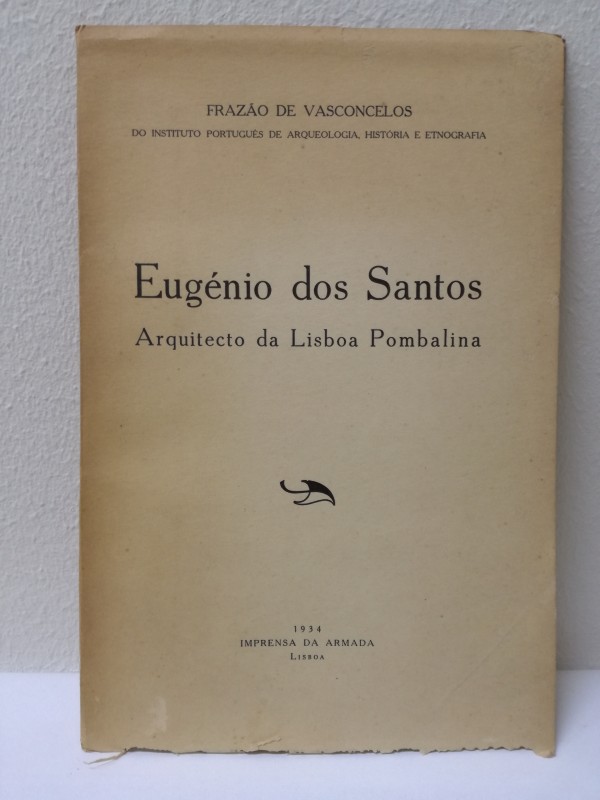 FRAZÃO DE VASCONCELOS
DO INSTITUTO PORTUGUÊS DE ARQUEOLOGIA, HISTÓRIA E ETNOGRAFIA
Eugénio dos Santos
Arquitecto da Lisboa Pombalina
1934
IMPRENSA DA ARMADA
LISBOA